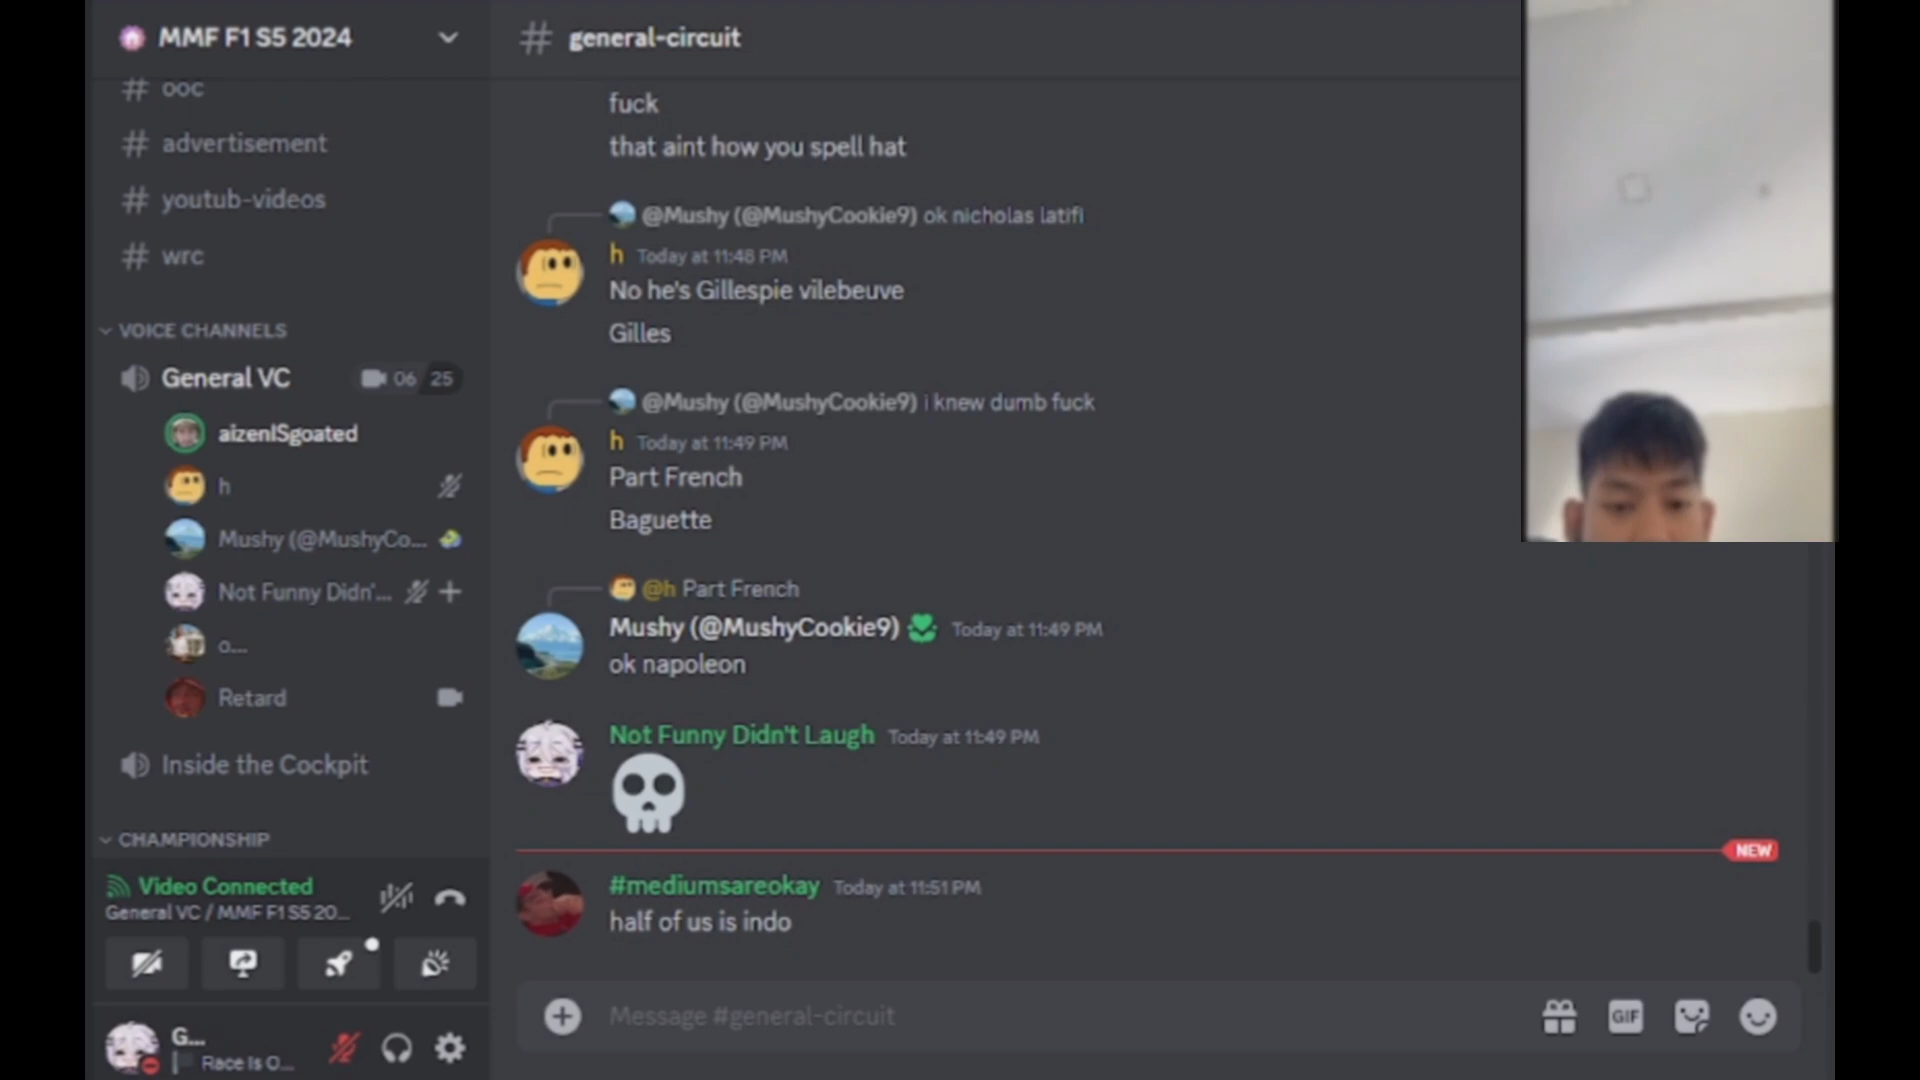 MMF F1 S5 2024
ooc
advertisement
youtub-videos
wrc
VOICE CHANNELS
General VC 06 25
aizenISgoated
h
Mushy (@MushyCo...
Not Funny Didn'...
o...
Retard
Inside the Cockpit
CHAMPIONSHIP
Video Connected
General VC / MMF F1 S5 20...
G...
Race Is O...
# general-circuit
fuck
that aint how you spell hat
@Mushy (@MushyCookie9) ok nicholas latifi
h Today at 11:48 PM
No he's Gillespie vilebeuve
Gilles
@Mushy (@MushyCookie9) i knew dumb fuck
h Today at 11:49 PM
Part French
Baguette
@h Part French
Mushy (@MushyCookie9) Today at 11:49 PM
ok napoleon
Not Funny Didn't Laugh Today at 11:49 PM
NEW
#mediumsareokay Today at 11:51 PM
half of us is indo
Message #general-circuit
GIF